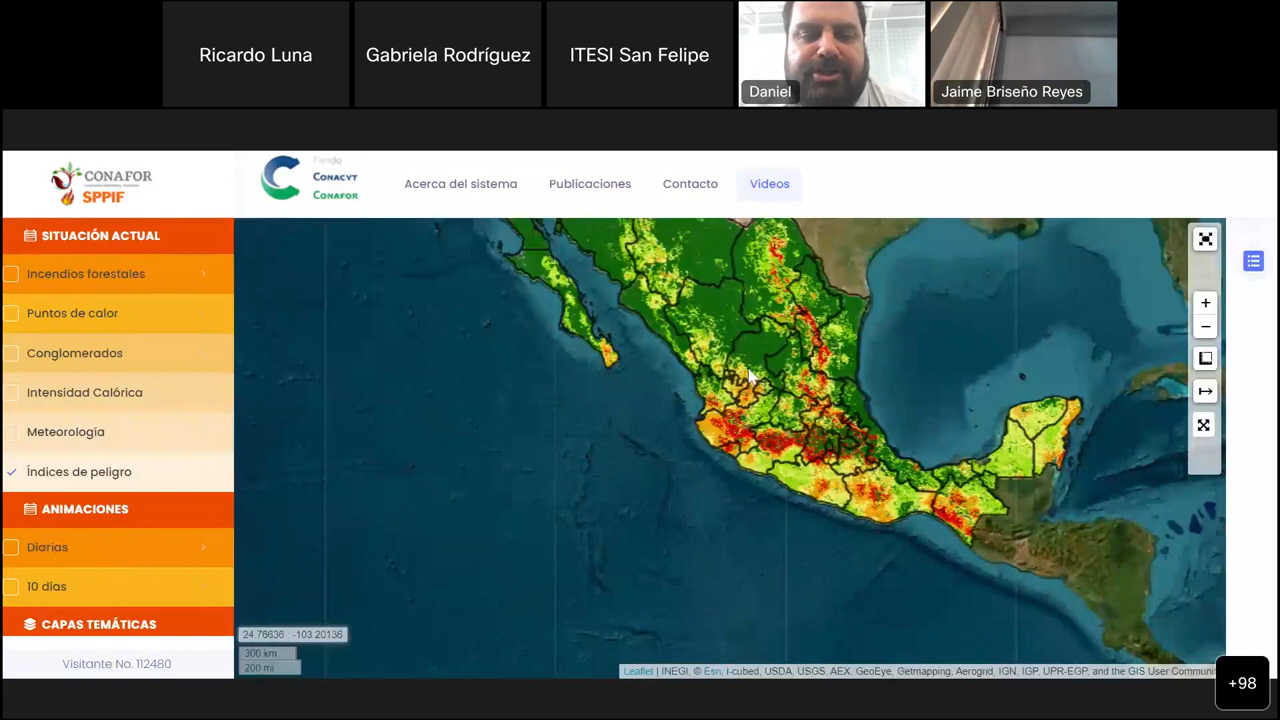 Ricardo Luna
Gabriela Rodríguez
ITESI San Felipe
Daniel
Jaime Briseño Reyes
CONAFOR
SPPIF
Fondo
CONACYT
CONAFOR
Acerca del sistema
Publicaciones
Contacto
Videos
SITUACIÓN ACTUAL
Incendios forestales
Puntos de calor
Conglomerados
Intensidad Calórica
Meteorología
Índices de peligro
ANIMACIONES
Diarias
10 días
CAPAS TEMÁTICAS
Visitante No. 112480
+
−
24.76636 : -103.20136
300 km
200 mi
Leaflet | INEGI, © Esri, i-cubed, USDA, USGS, AEX, GeoEye, Getmapping, Aerogrid, IGN, IGP, UPR-EGP, and the GIS User Commun
+98